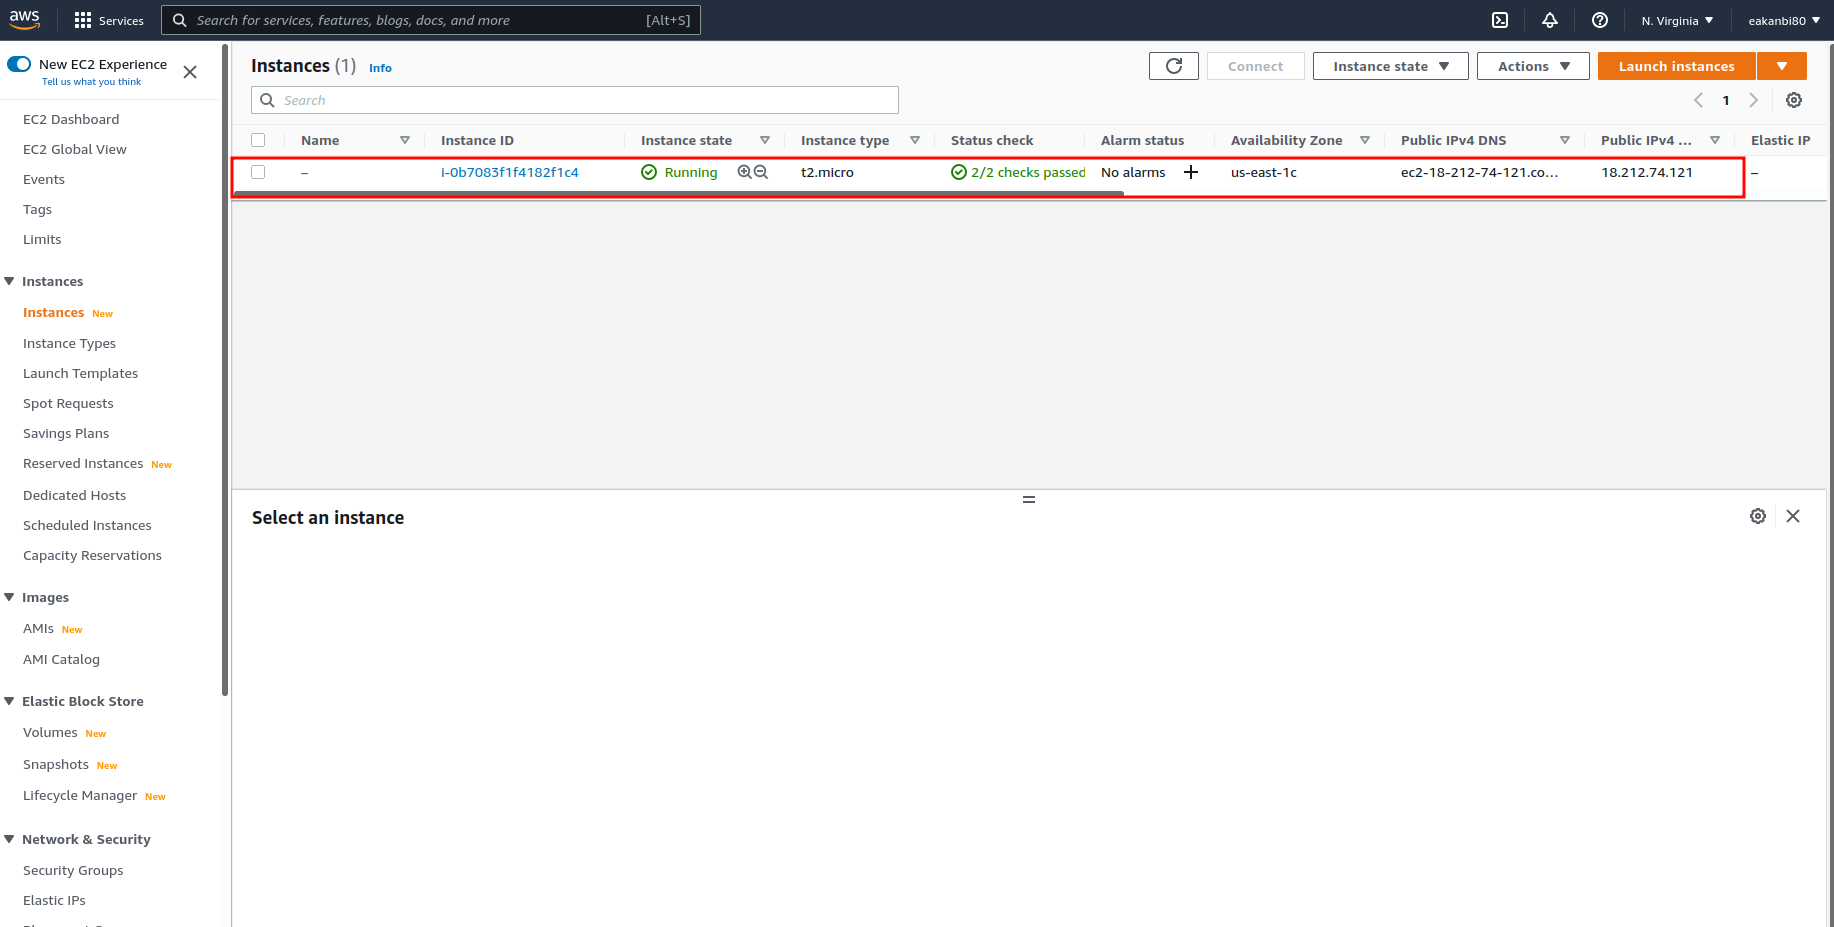 aws Services Search for services, features, blogs, docs, and more [Alt+S] N. Virginia eakanbi80
New EC2 Experience
Tell us what you think
EC2 Dashboard
EC2 Global View
Events
Tags
Limits
Instances
Instances New
Instance Types
Launch Templates
Spot Requests
Savings Plans
Reserved Instances New
Dedicated Hosts
Scheduled Instances
Capacity Reservations
Images
AMIs New
AMI Catalog
Elastic Block Store
Volumes New
Snapshots New
Lifecycle Manager New
Network & Security
Security Groups
Elastic IPs
Instances (1) Info Connect Instance state Actions Launch instances
Search 1
Name Instance ID Instance state Instance type Status check Alarm status Availability Zone Public IPv4 DNS Public IPv4 ... Elastic IP
– i-0b7083f1f4182f1c4 Running t2.micro 2/2 checks passed No alarms + us-east-1c ec2-18-212-74-121.co... 18.212.74.121 –
Select an instance